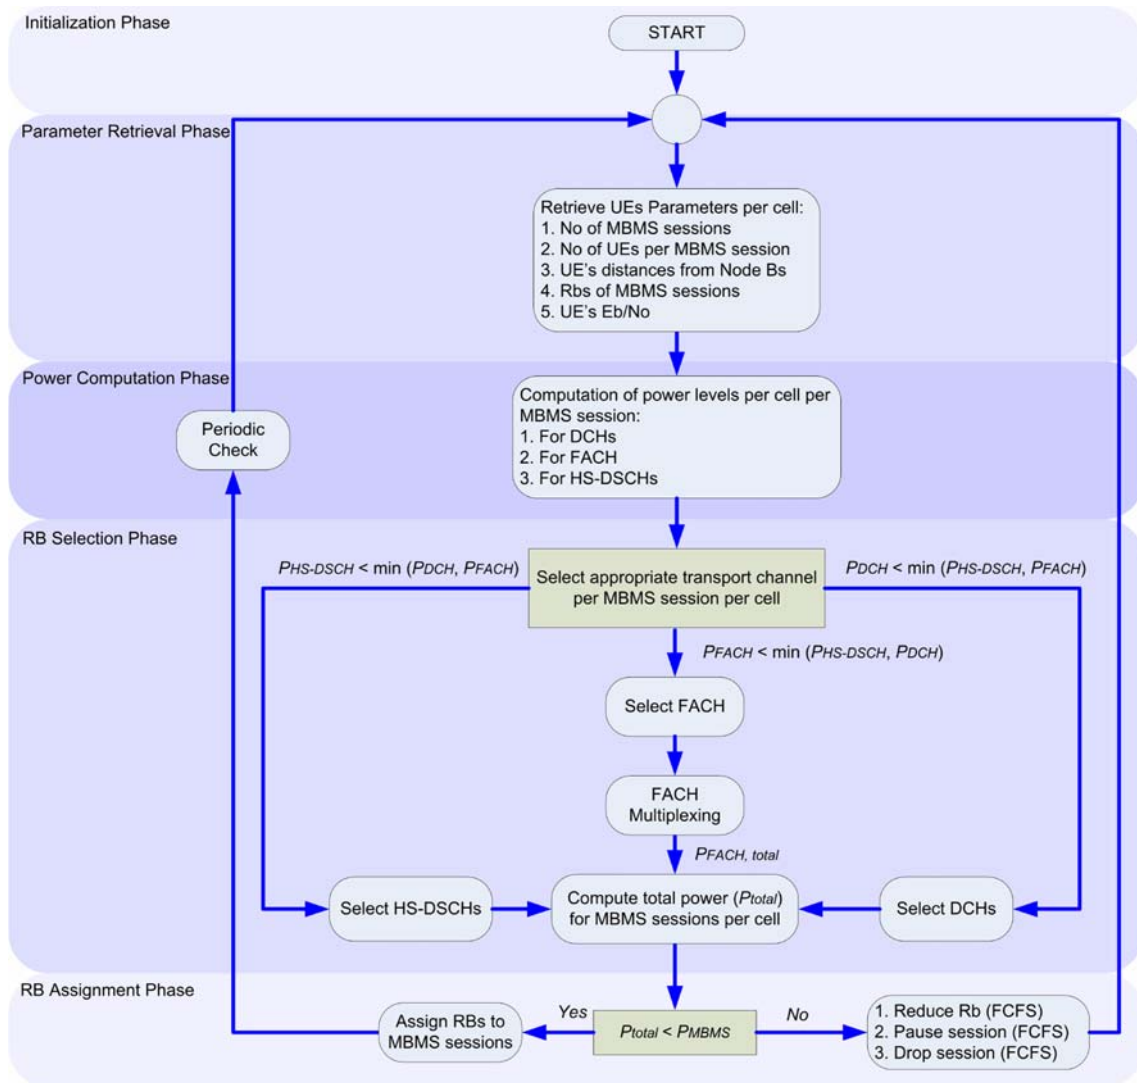 Initialization Phase
START
Parameter Retrieval Phase
Retrieve UEs Parameters per cell:
1. No of MBMS sessions
2. No of UEs per MBMS session
3. UE's distances from Node Bs
4. Rbs of MBMS sessions
5. UE's Eb/No
Power Computation Phase
Computation of power levels per cell per
MBMS session:
1. For DCHs
2. For FACH
3. For HS-DSCHs
Periodic
Check
RB Selection Phase
PHS-DSCH < min (PDCH, PFACH)
Select appropriate transport channel
per MBMS session per cell
PDCH < min (PHS-DSCH, PFACH)
PFACH < min (PHS-DSCH, PDCH)
Select FACH
FACH
Multiplexing
PFACH, total
Select HS-DSCHs
Compute total power (Ptotal)
for MBMS sessions per cell
Select DCHs
RB Assignment Phase
Assign RBs to
MBMS sessions
Yes
Ptotal < PMBMS
No
1. Reduce Rb (FCFS)
2. Pause session (FCFS)
3. Drop session (FCFS)